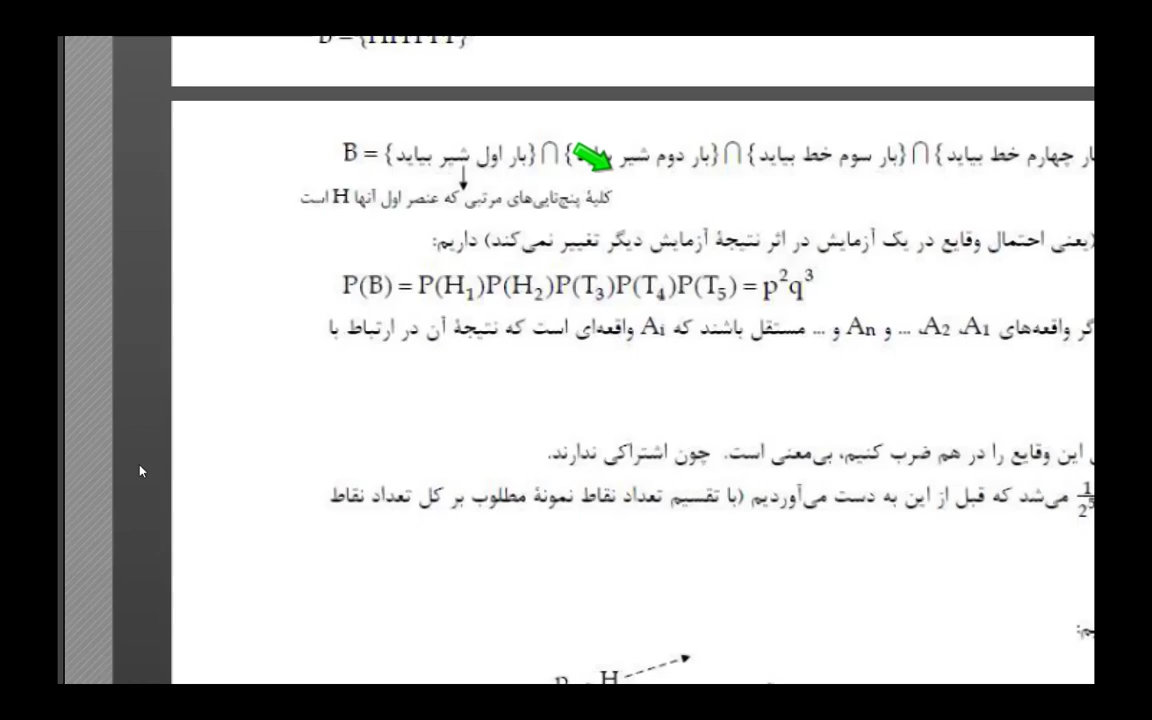 B = {HHTTT}
B = {بار اول شیر بیاید} ∩ {بار دوم شیر} ∩ {بار سوم خط بیاید} ∩ {بار چهارم خط بیاید}
کلیهٔ پنج‌تایی‌های مرتبی که عنصر اول آنها H است
(یعنی احتمال وقایع در یک آزمایش در اثر نتیجهٔ آزمایش دیگر تغییر نمی‌کند) داریم:
P(B) = P(H₁)P(H₂)P(T₃)P(T₄)P(T₅) = p²q³
گر واقعه‌های A₁، A₂، ... و Aₙ و ... مستقل باشند که Aᵢ واقعه‌ای است که نتیجهٔ آن در ارتباط با
این وقایع را در هم ضرب کنیم، بی‌معنی است. چون اشتراکی ندارند.
می‌شد که قبل از این به دست می‌آوردیم (با تقسیم تعداد نقاط نمونهٔ مطلوب بر کل تعداد نقاط
p H